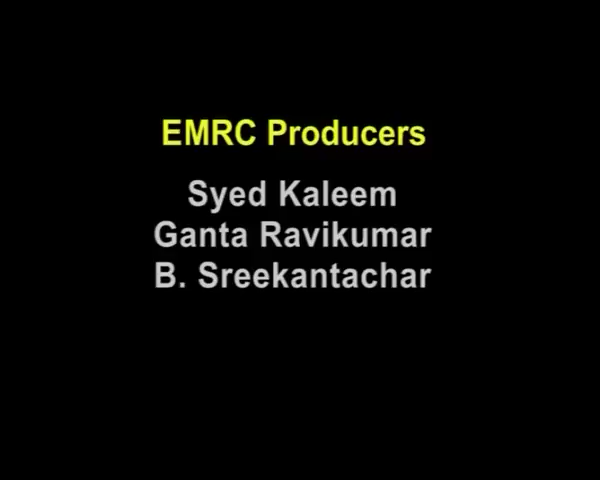 EMRC Producers
Syed Kaleem
Ganta Ravikumar
B. Sreekantachar